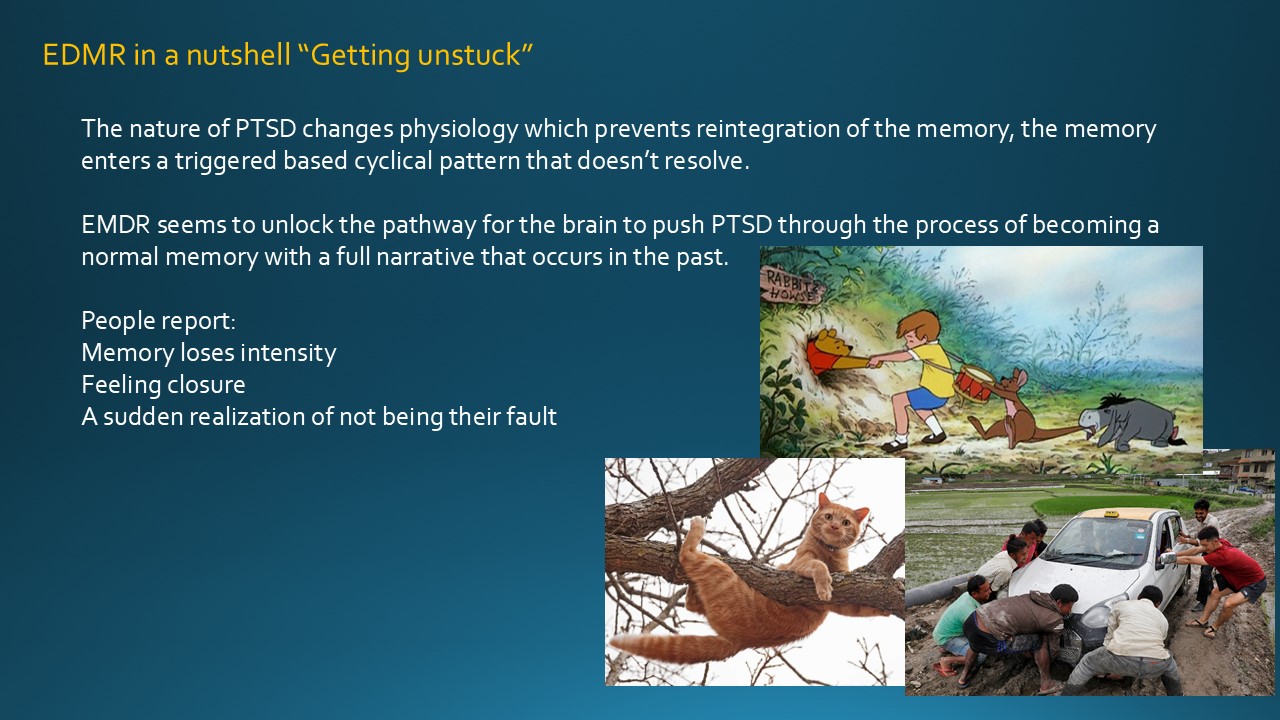 EDMR in a nutshell “Getting unstuck”
The nature of PTSD changes physiology which prevents reintegration of the memory, the memory
enters a triggered based cyclical pattern that doesn’t resolve.
EMDR seems to unlock the pathway for the brain to push PTSD through the process of becoming a
normal memory with a full narrative that occurs in the past.
People report:
Memory loses intensity
Feeling closure
A sudden realization of not being their fault
RABBITS
HOWSE